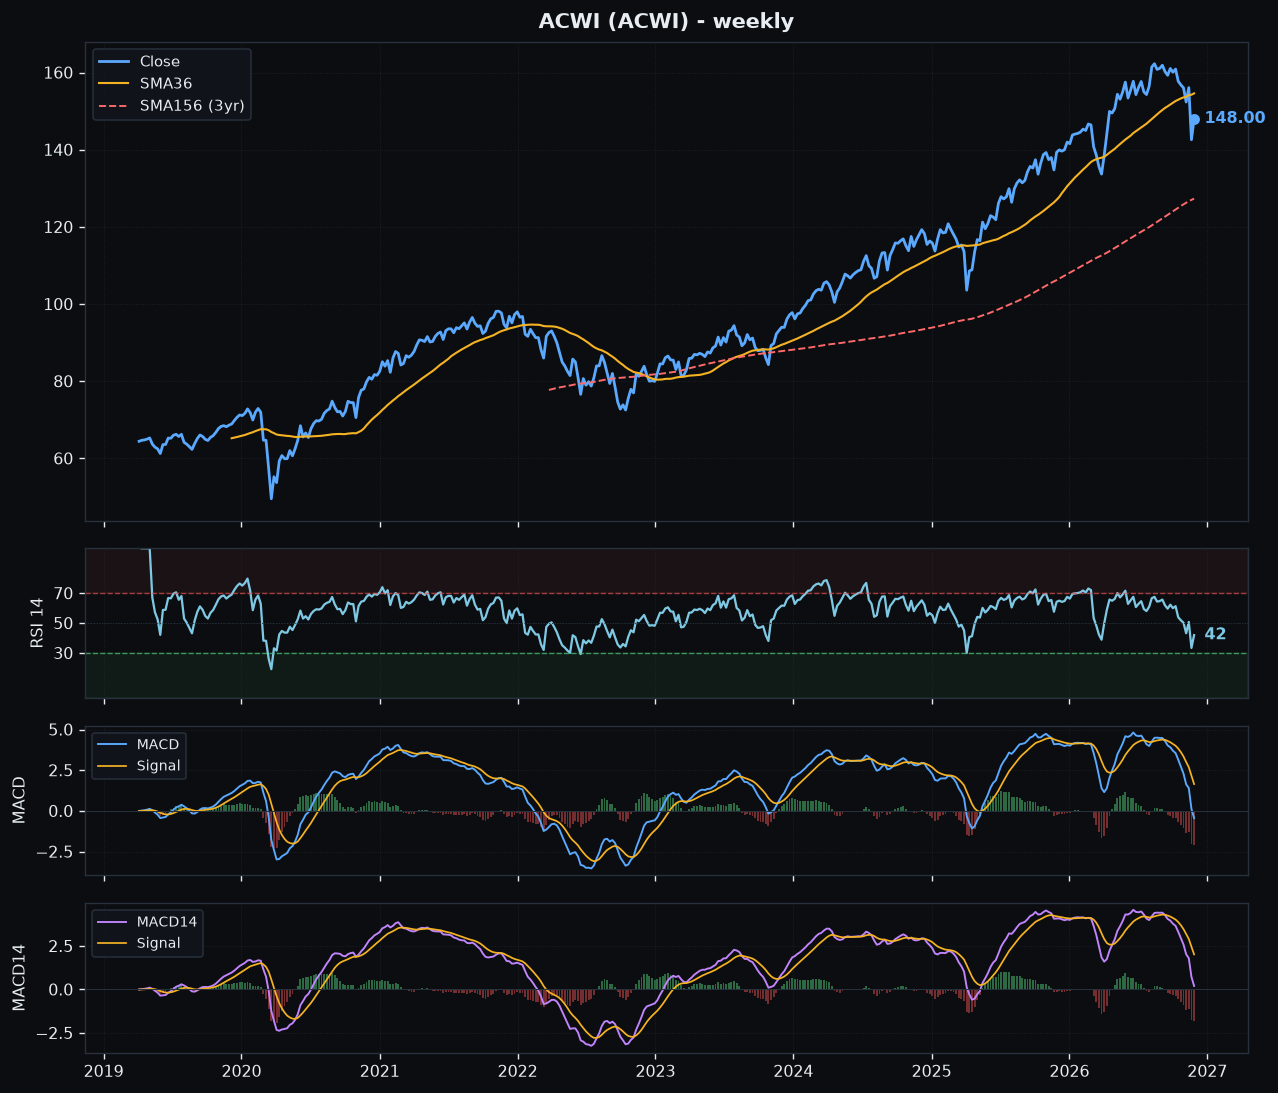 ACWI (ACWI) - weekly
Close
SMA36
SMA156 (3yr)
160
140
120
100
80
60
148.00
RSI 14
70
50
30
42
MACD
MACD
Signal
5.0
2.5
0.0
−2.5
MACD14
MACD14
Signal
2.5
0.0
−2.5
2019 2020 2021 2022 2023 2024 2025 2026 2027